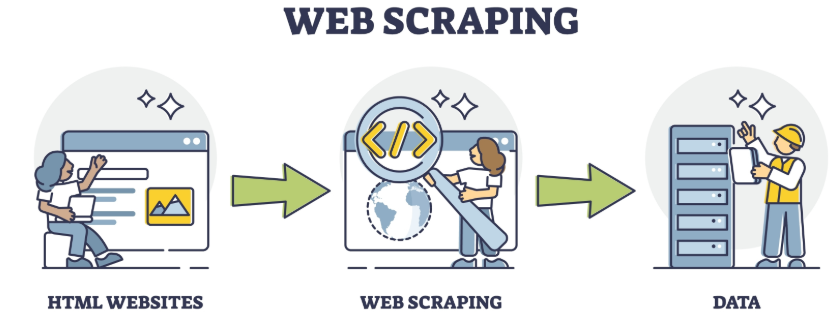 WEB SCRAPING
</>
HTML WEBSITES
WEB SCRAPING
DATA